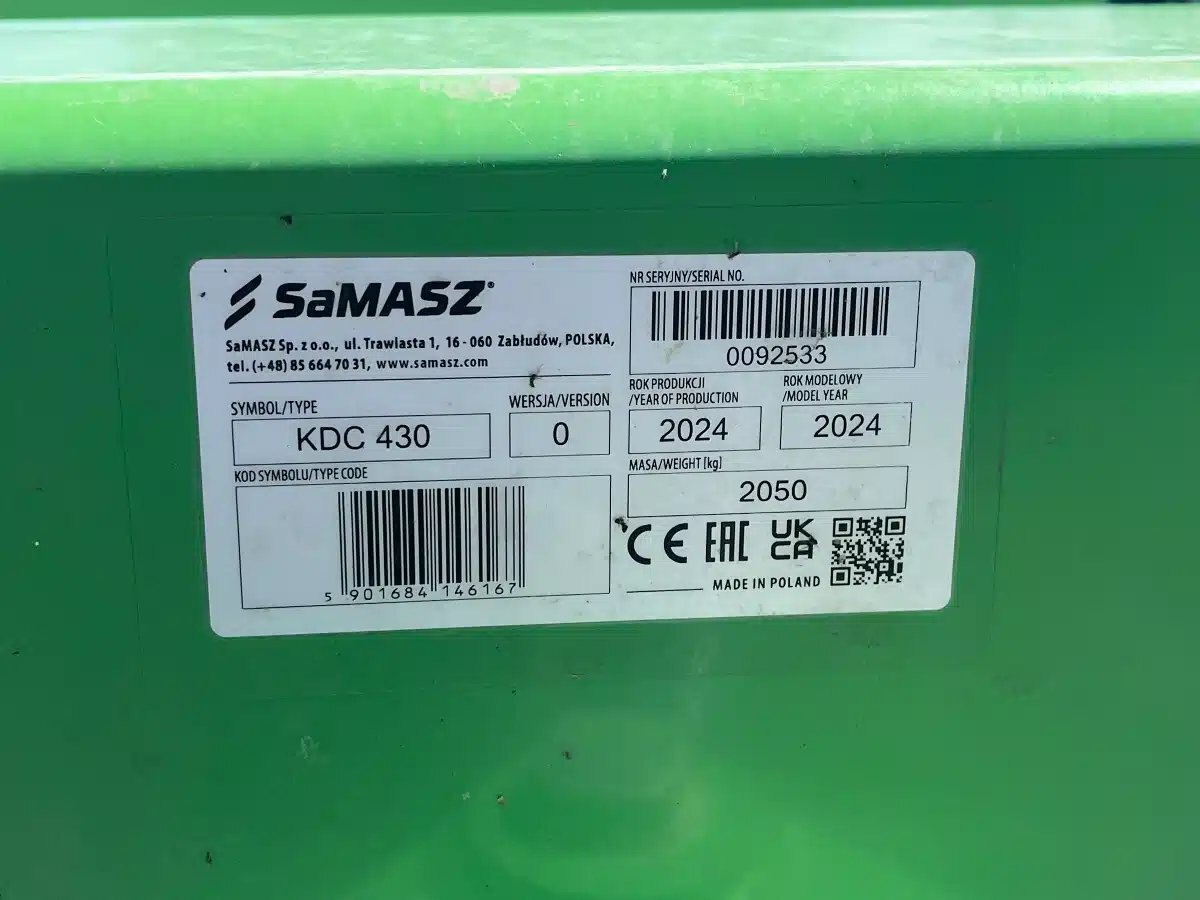 SaMASZ®
SaMASZ Sp. z o.o., ul. Trawiasta 1, 16 - 060 Zabłudów, POLSKA,
tel. (+48) 85 664 70 31, www.samasz.com
SYMBOL/TYPE
KDC 430
WERSJA/VERSION
0
KOD SYMBOLU/TYPE CODE
5 901684 146167
NR SERYJNY/SERIAL NO.
0092533
ROK PRODUKCJI
/YEAR OF PRODUCTION
2024
ROK MODELOWY
/MODEL YEAR
2024
MASA/WEIGHT [kg]
2050
CE EAC UK
CA
MADE IN POLAND